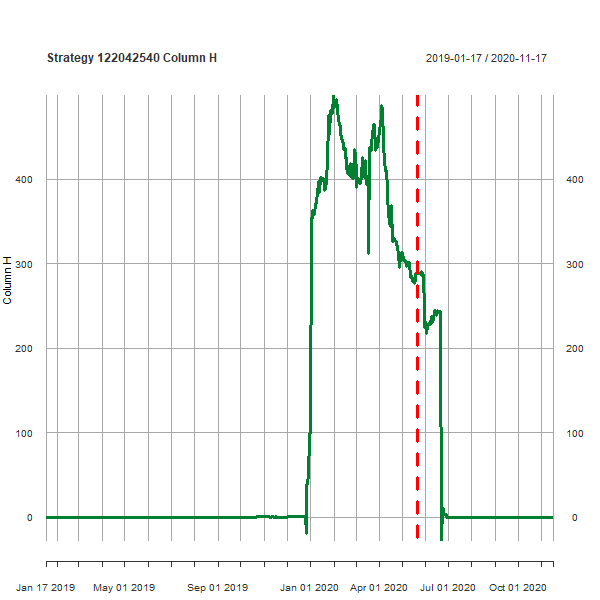 Strategy 122042540 Column H
2019-01-17 / 2020-11-17
Column H
400
300
200
100
0
400
300
200
100
0
Jan 17 2019
May 01 2019
Sep 01 2019
Jan 01 2020
Apr 01 2020
Jul 01 2020
Oct 01 2020